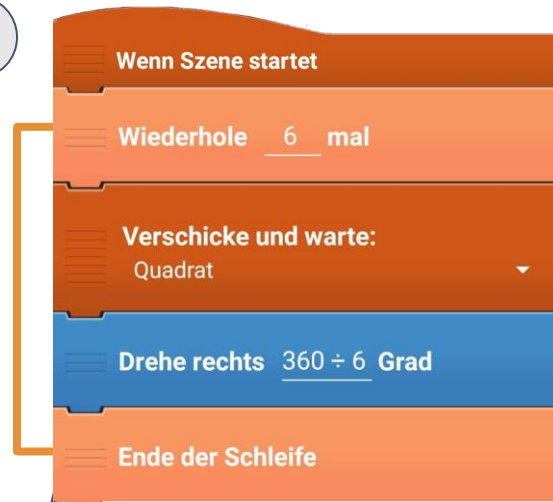 Wenn Szene startet
Wiederhole 6 mal
Verschicke und warte:
Quadrat
Drehe rechts 360 ÷ 6 Grad
Ende der Schleife